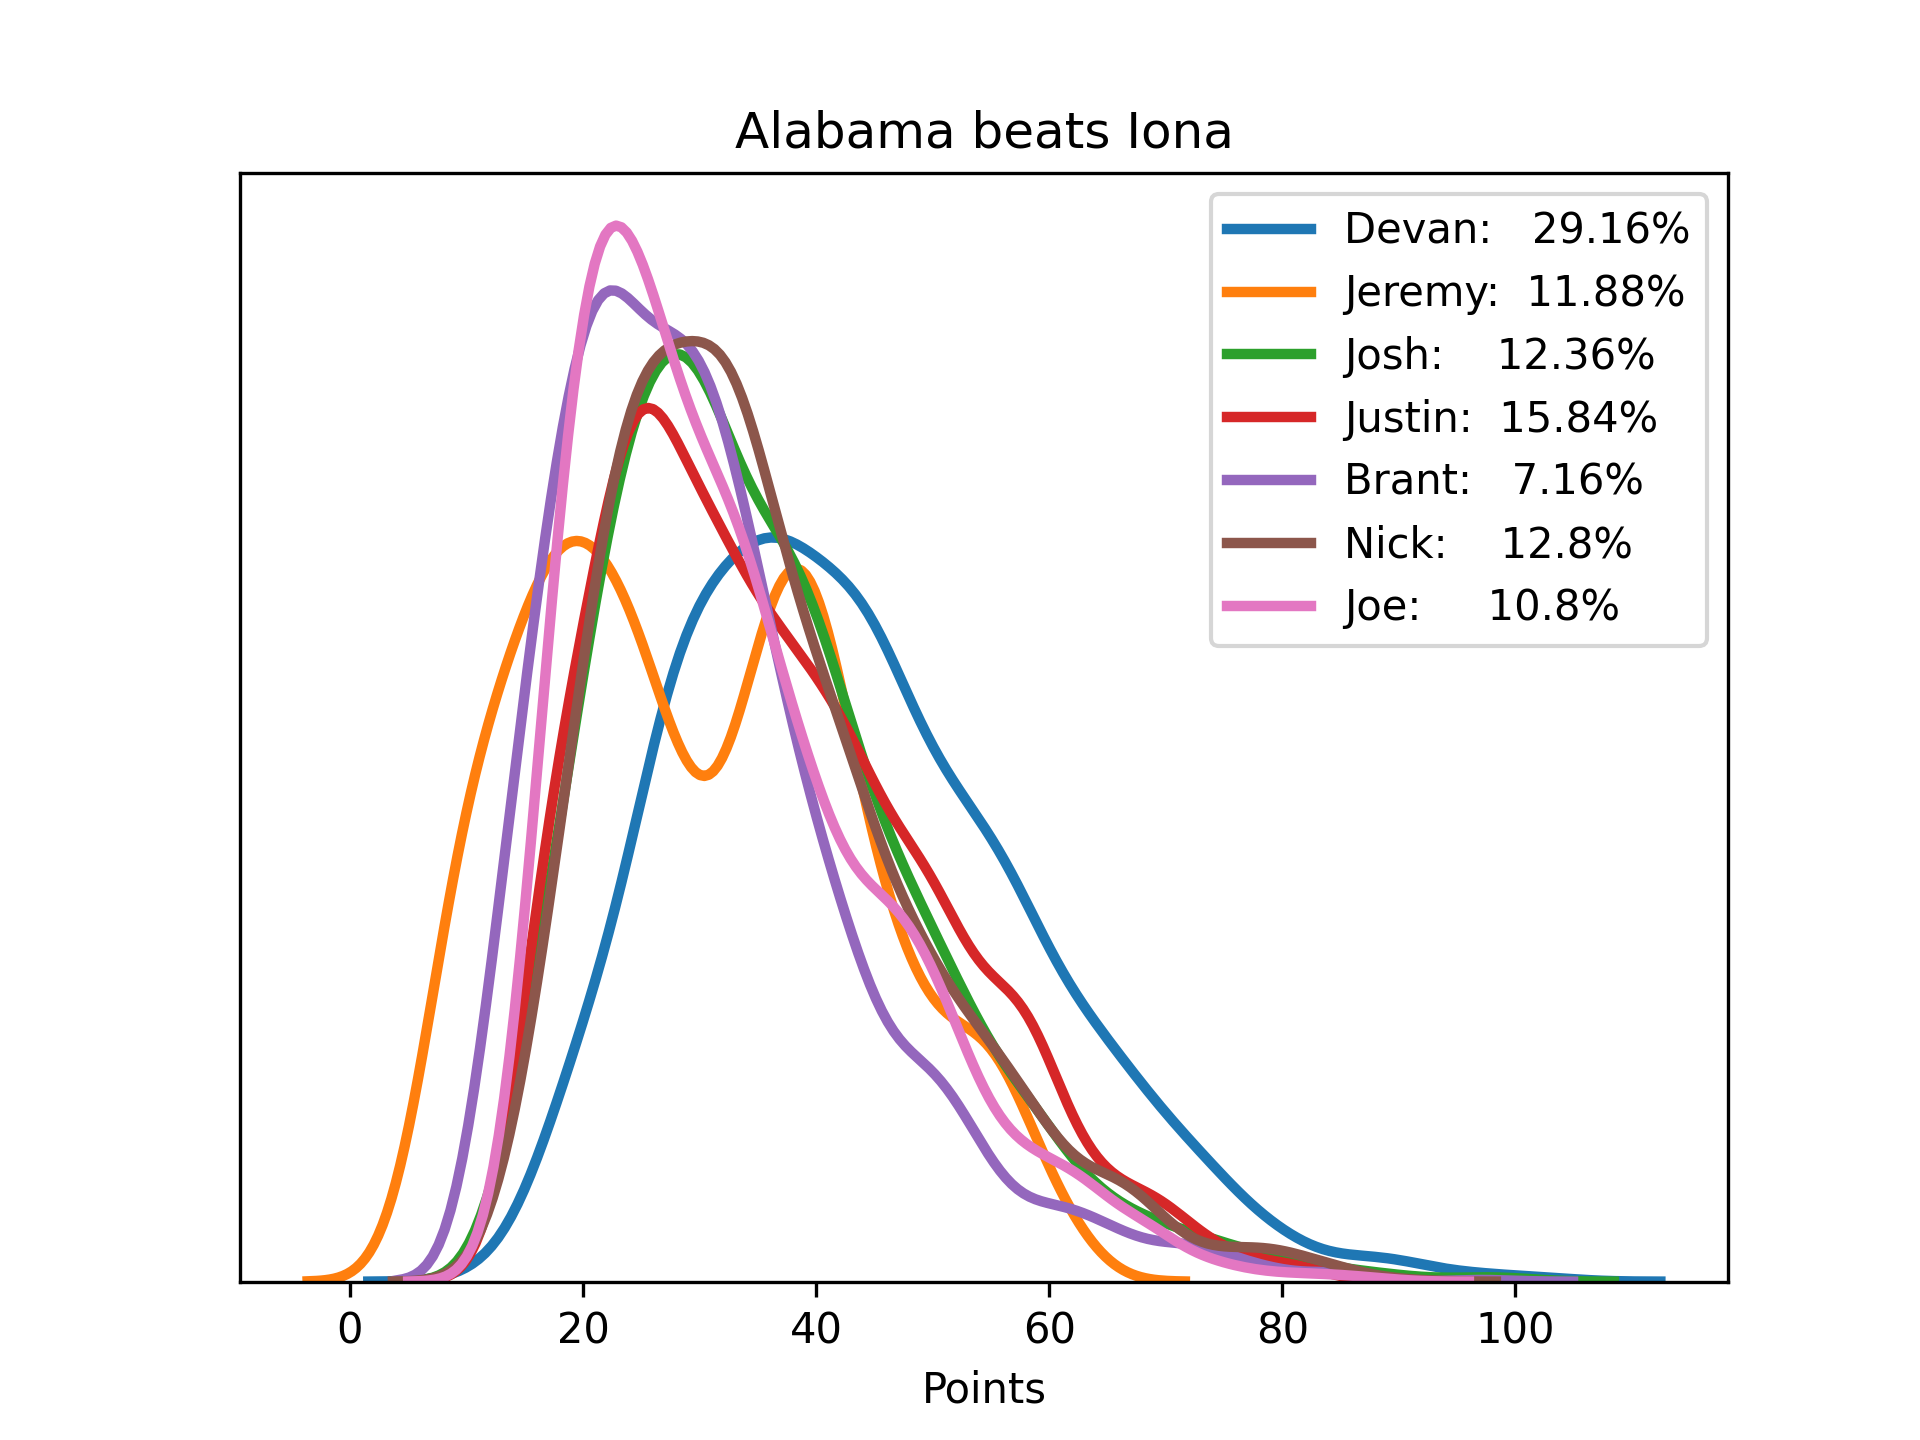 Alabama beats Iona
Devan: 29.16%
Jeremy: 11.88%
Josh: 12.36%
Justin: 15.84%
Brant: 7.16%
Nick: 12.8%
Joe: 10.8%
0 20 40 60 80 100
Points